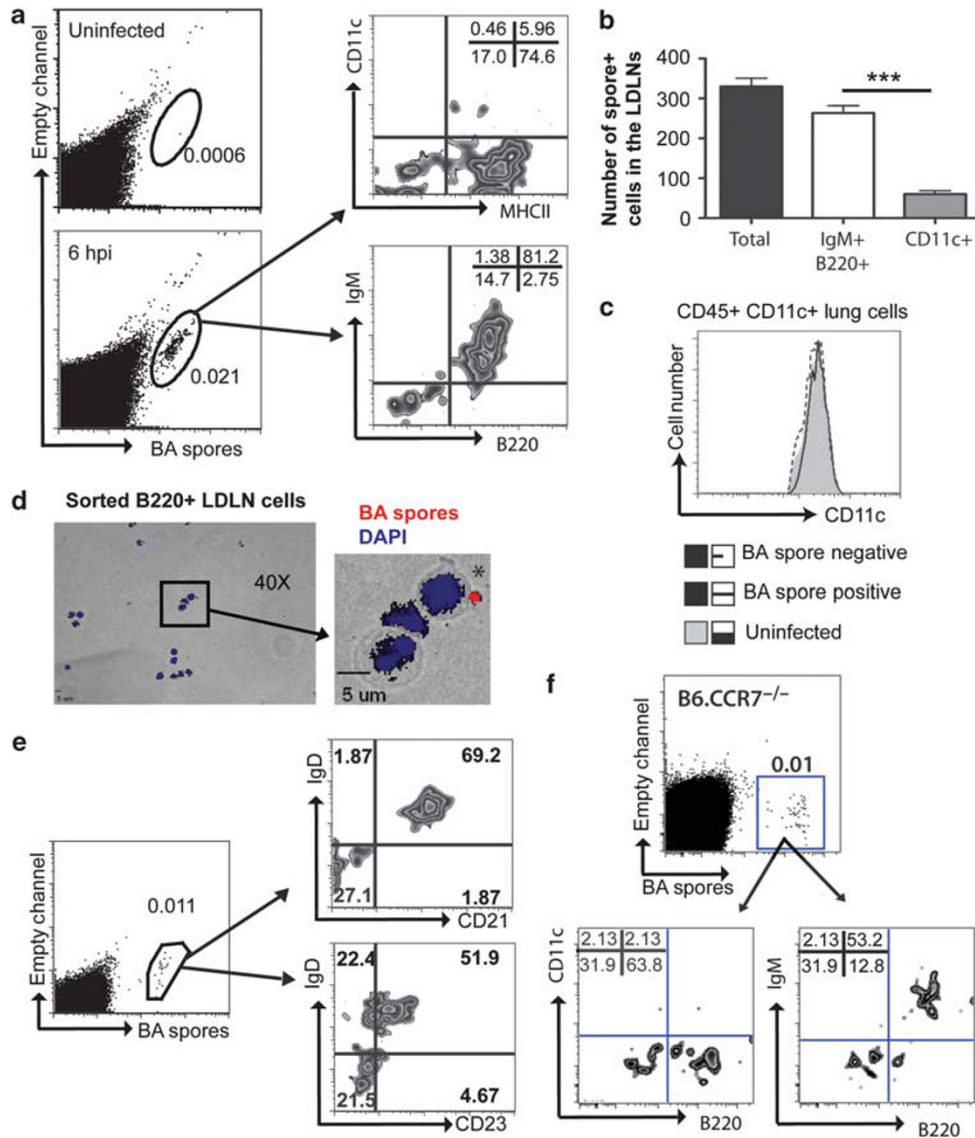 a
Uninfected
Empty channel
0.0006
6 hpi
0.021
BA spores
CD11c
0.46 5.96
17.0 74.6
MHCII
IgM
1.38 81.2
14.7 2.75
B220
b
Number of spore+
cells in the LDLNs
400
300
200
100
0
***
Total
IgM+
B220+
CD11c+
c
CD45+ CD11c+ lung cells
Cell number
CD11c
BA spore negative
BA spore positive
Uninfected
d
Sorted B220+ LDLN cells
40X
BA spores
DAPI
*
5 um
e
Empty channel
0.011
BA spores
IgD
1.87 69.2
27.1 1.87
CD21
IgD
22.4 51.9
21.5 4.67
CD23
f
B6.CCR7–/–
Empty channel
0.01
BA spores
CD11c
2.13 2.13
31.9 63.8
B220
IgM
2.13 53.2
31.9 12.8
B220